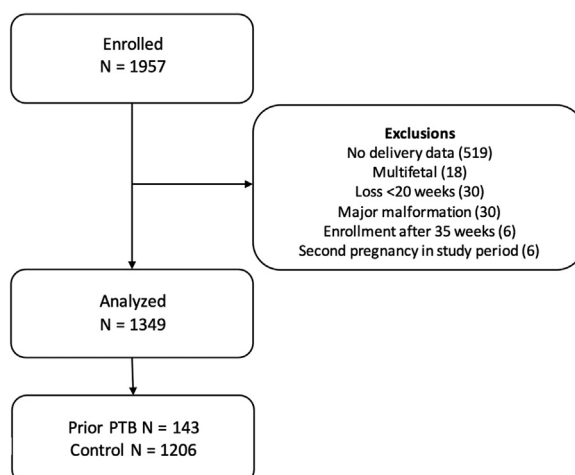 Enrolled
N = 1957
Exclusions
No delivery data (519)
Multifetal (18)
Loss <20 weeks (30)
Major malformation (30)
Enrollment after 35 weeks (6)
Second pregnancy in study period (6)
Analyzed
N = 1349
Prior PTB N = 143
Control N = 1206